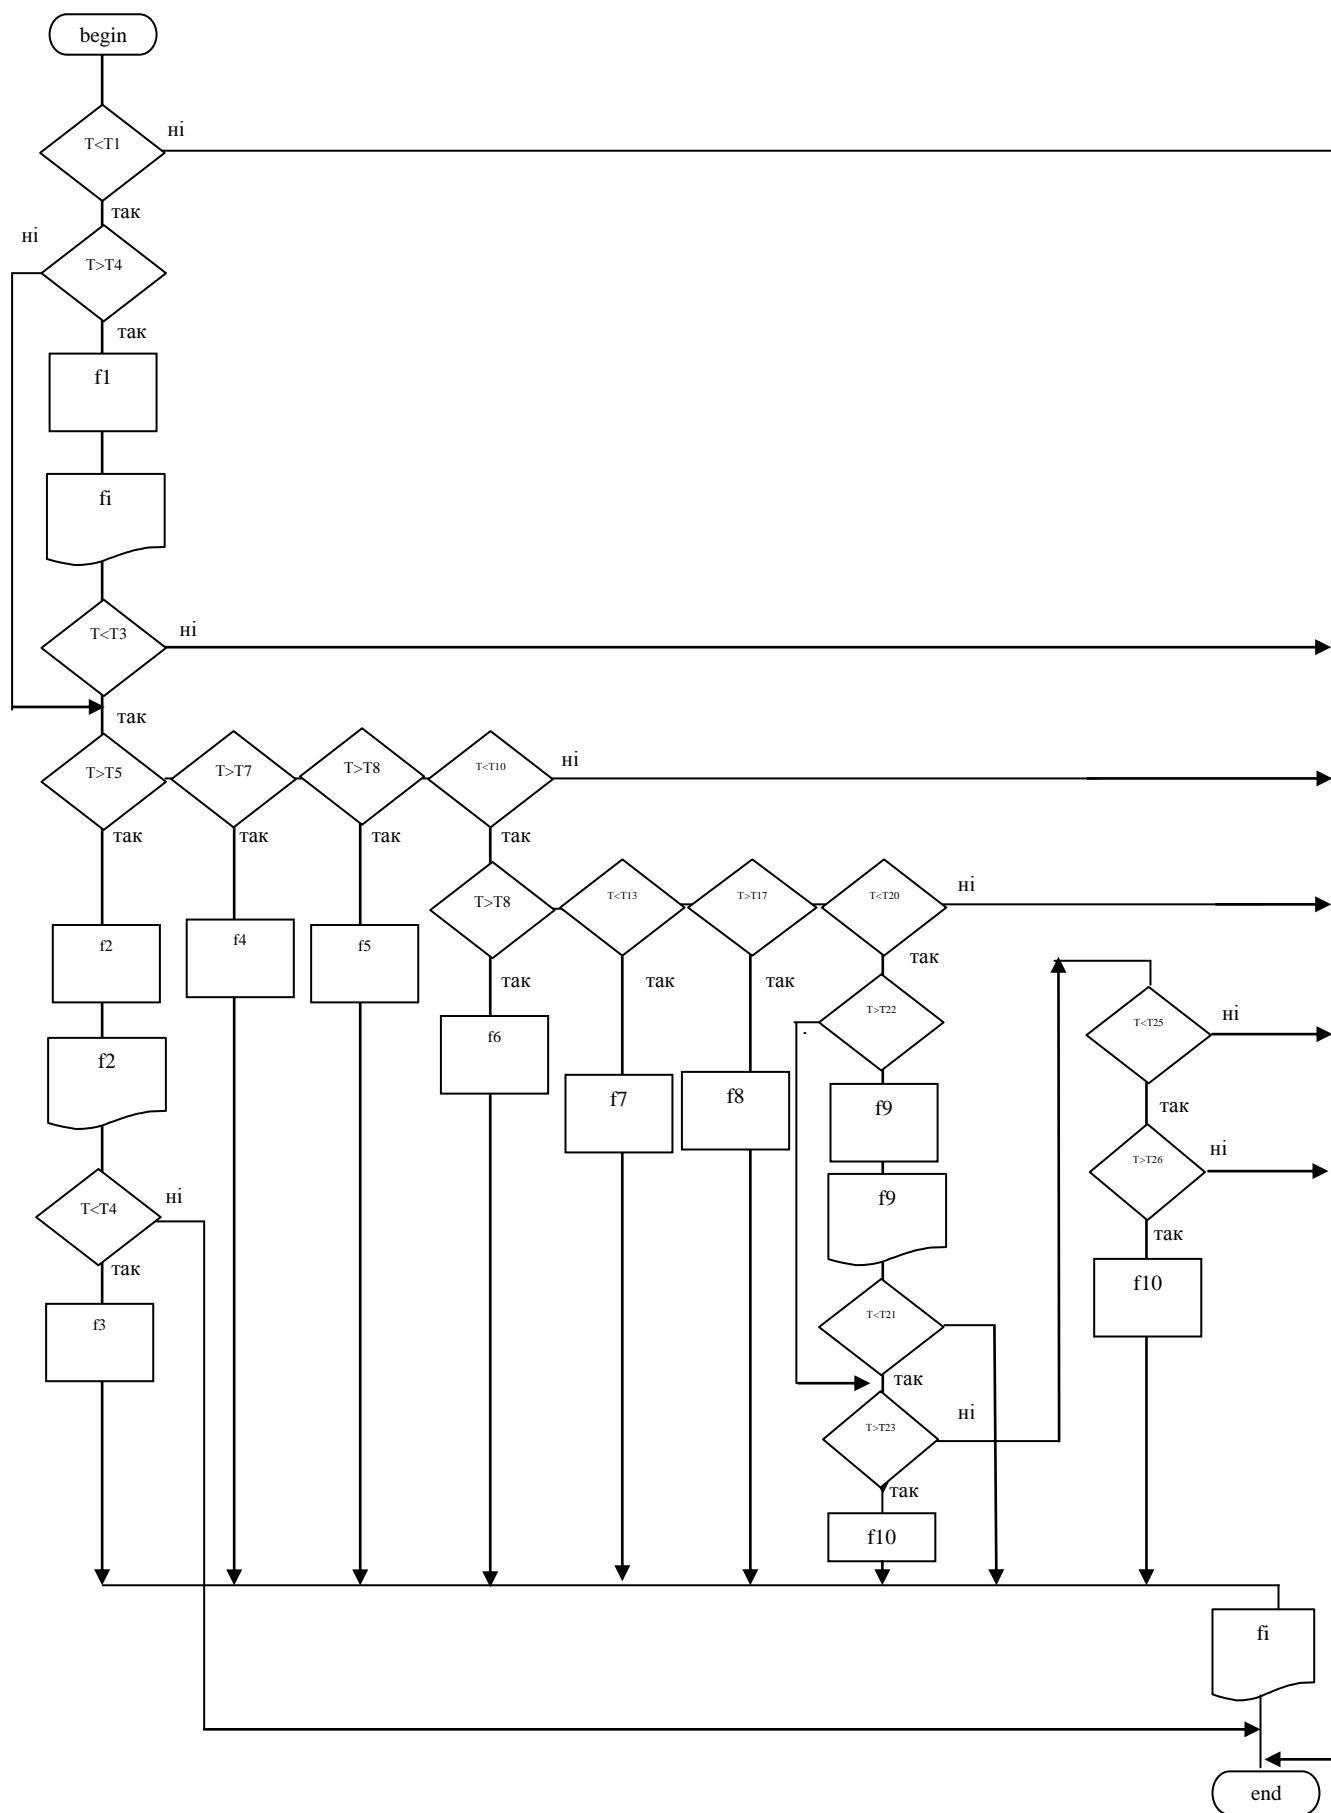 begin
T<T1
ні
так
ні
T>T4
так
f1
fi
T<T3
ні
так
T>T5
T>T7
T>T8
T<T10
ні
так
так
так
так
T>T8
T<T13
T>T17
T<T20
ні
f2
f4
f5
так
так
так
так
f6
T>T22
T<T25
ні
f2
f7
f8
f9
так
T>T26
ні
T<T4
ні
f9
так
так
f10
f3
T<T21
так
T>T23
ні
так
f10
fi
end